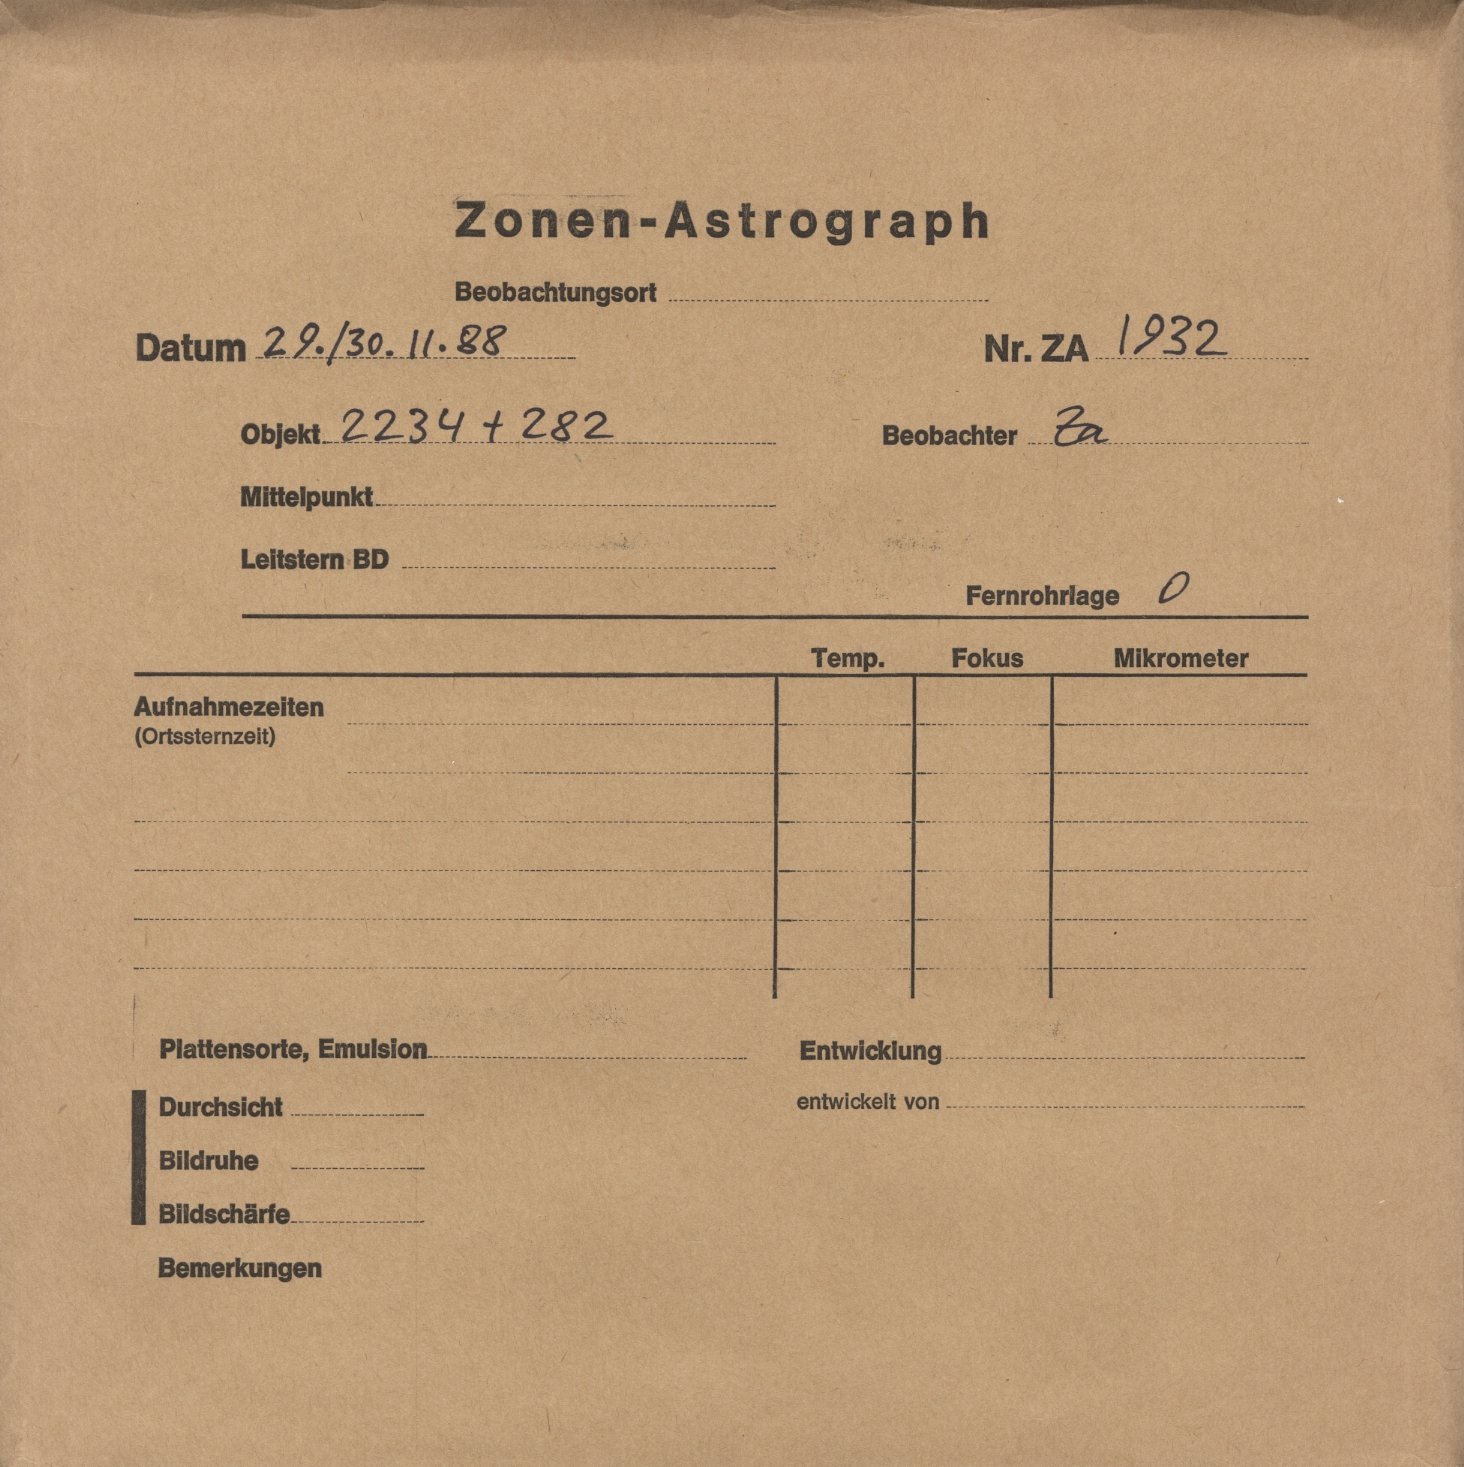 Zonen-Astrograph
Beobachtungsort
Datum 29./30. 11. 88 Nr. ZA 1932
Objekt 2234 + 282 Beobachter Za
Mittelpunkt
Leitstern BD
Fernrohrlage O
Temp. Fokus Mikrometer
Aufnahmezeiten
(Ortssternzeit)
Plattensorte, Emulsion Entwicklung
Durchsicht entwickelt von
Bildruhe
Bildschärfe
Bemerkungen